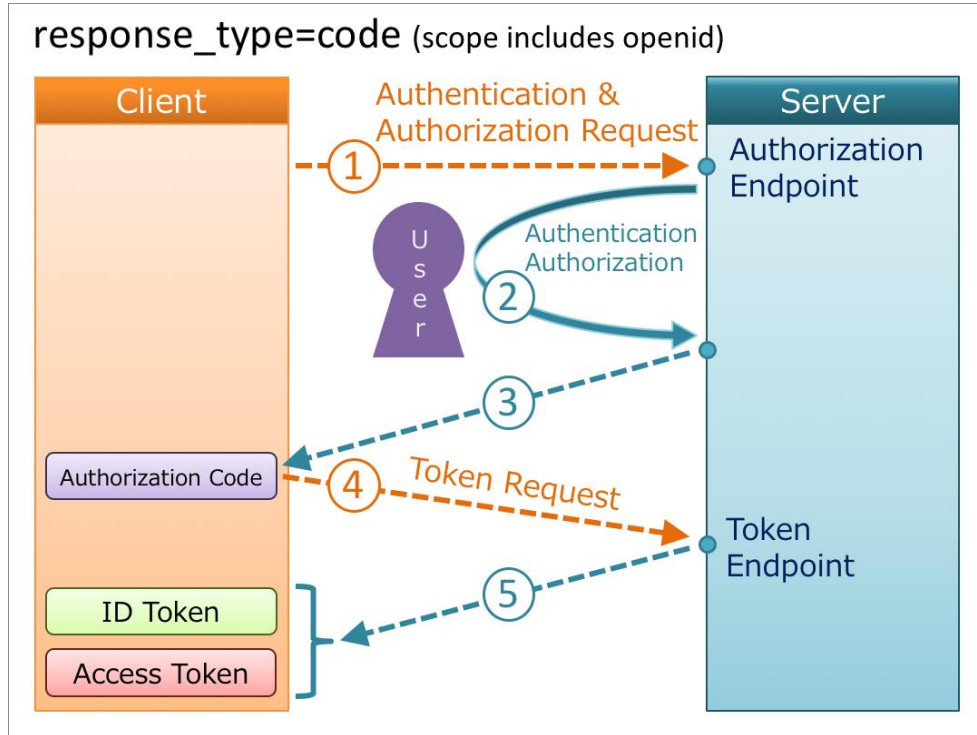 response_type=code (scope includes openid)
Client
Authentication &
Authorization Request
Server
1
Authorization
Endpoint
User
Authentication
Authorization
2
3
Authorization Code
4
Token Request
Token
Endpoint
5
ID Token
Access Token